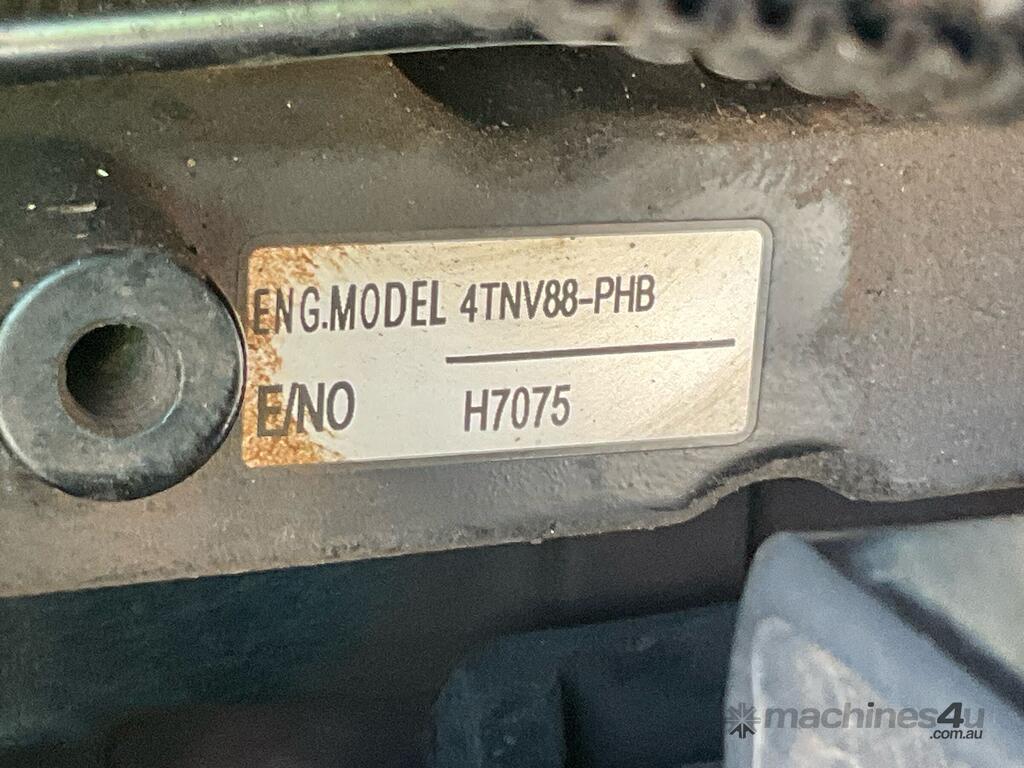 ENG.MODEL 4TNV88-PHB
E/NO H7075
machines4u
.com.au